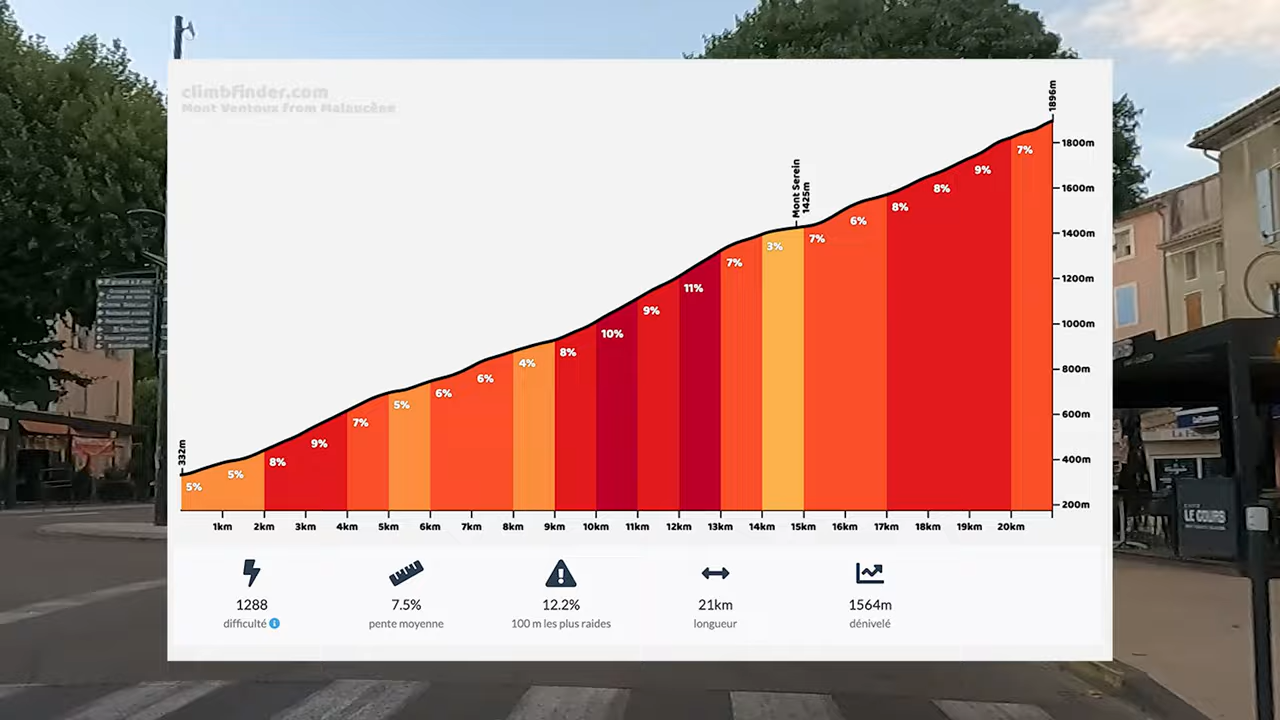 climbfinder.com
Mont Ventoux from Malaucène
1896m
Mont Serein
1425m
332m
5%
5%
8%
9%
7%
5%
6%
6%
4%
8%
10%
9%
11%
7%
3%
7%
6%
8%
8%
9%
7%
1800m
1600m
1400m
1200m
1000m
800m
600m
400m
200m
1km 2km 3km 4km 5km 6km 7km 8km 9km 10km 11km 12km 13km 14km 15km 16km 17km 18km 19km 20km
1288 7.5% 12.2% 21km 1564m
difficulté pente moyenne 100 m les plus raides longueur dénivelé
LE COURS